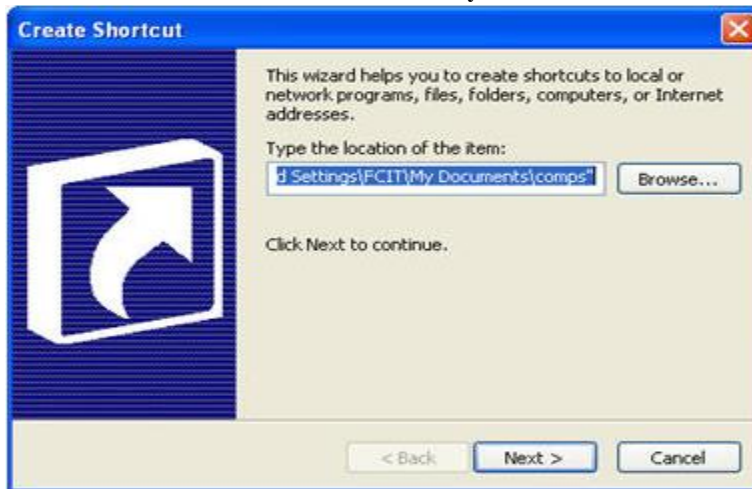 Create Shortcut
This wizard helps you to create shortcuts to local or
network programs, files, folders, computers, or Internet
addresses.
Type the location of the item:
d Settings\FCIT\My Documents\comps"
Browse...
Click Next to continue.
< Back
Next >
Cancel